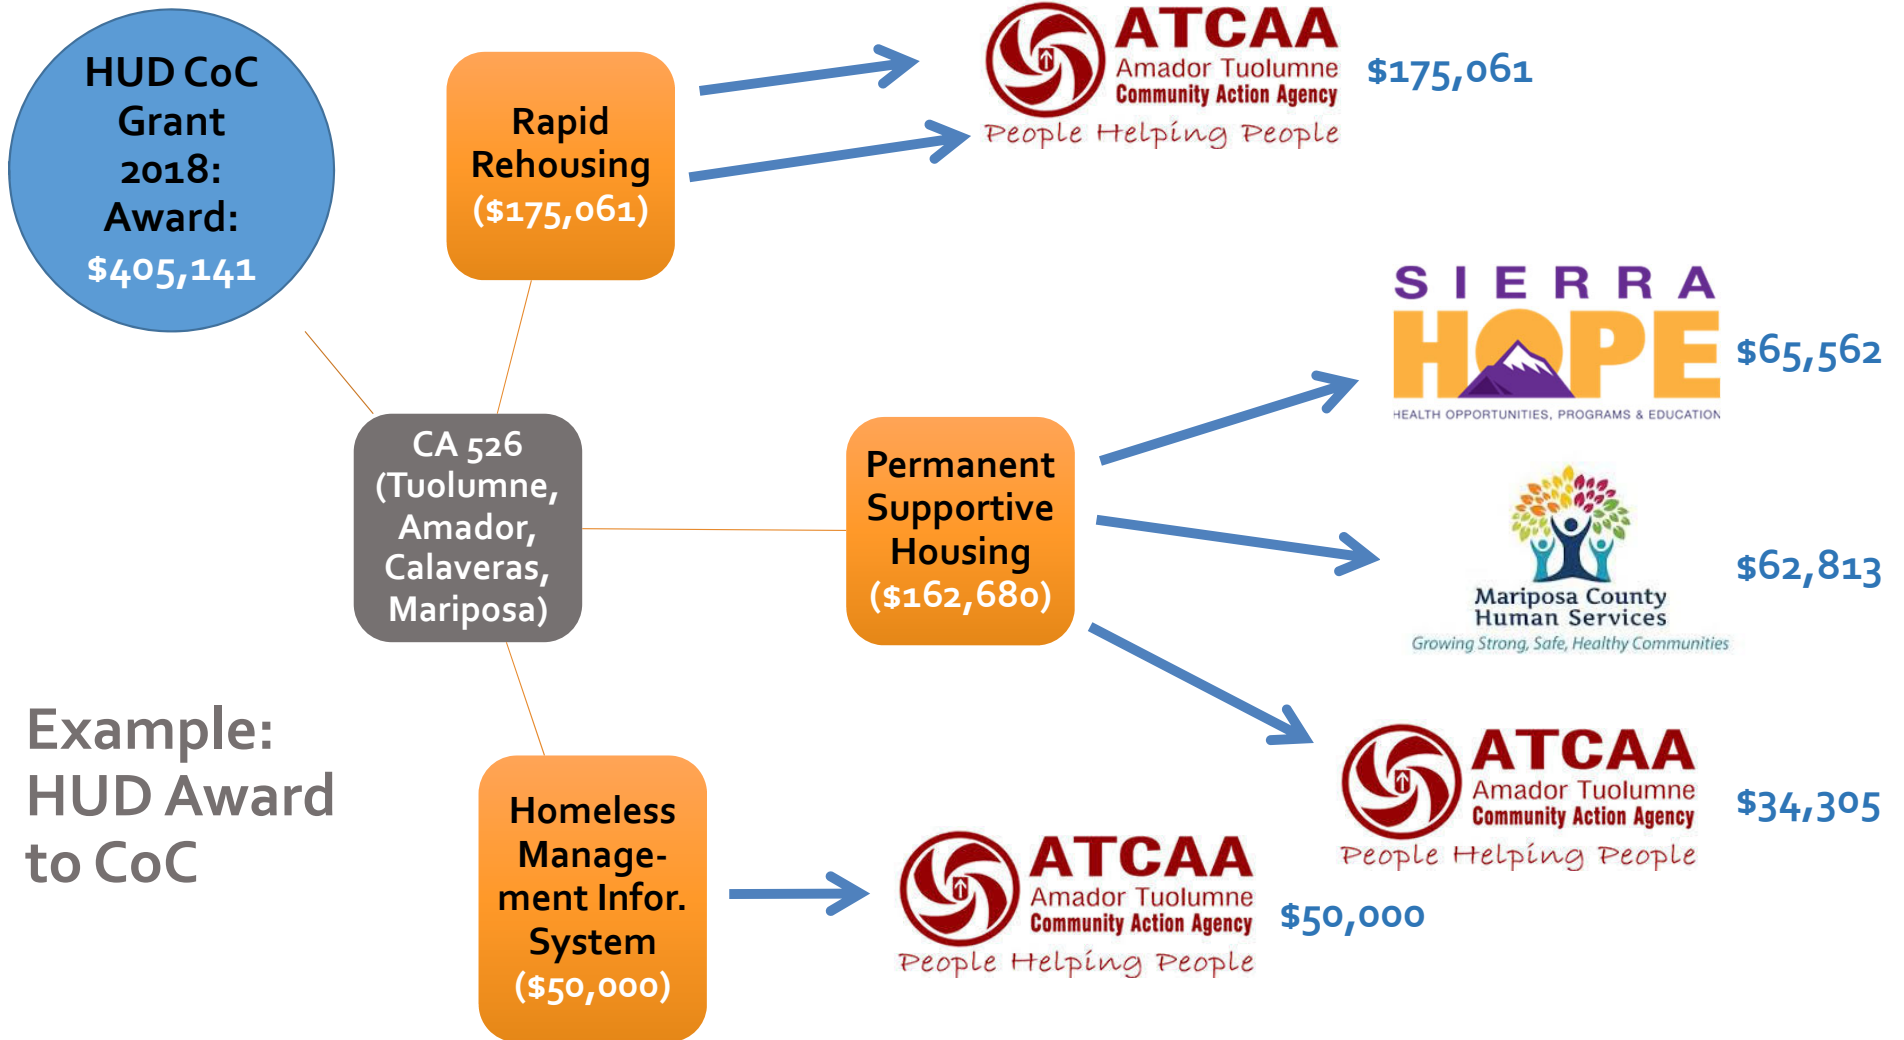 HUD CoC
Grant
2018:
Award:
$405,141
Rapid
Rehousing
($175,061)
ATCAA
Amador Tuolumne
Community Action Agency
People Helping People
$175,061
CA 526
(Tuolumne,
Amador,
Calaveras,
Mariposa)
Permanent
Supportive
Housing
($162,680)
SIERRA
HOPE
HEALTH OPPORTUNITIES, PROGRAMS & EDUCATION
$65,562
Mariposa County
Human Services
Growing Strong, Safe, Healthy Communities
$62,813
ATCAA
Amador Tuolumne
Community Action Agency
People Helping People
$34,305
Example:
HUD Award
to CoC
Homeless
Manage-
ment Infor.
System
($50,000)
ATCAA
Amador Tuolumne
Community Action Agency
People Helping People
$50,000